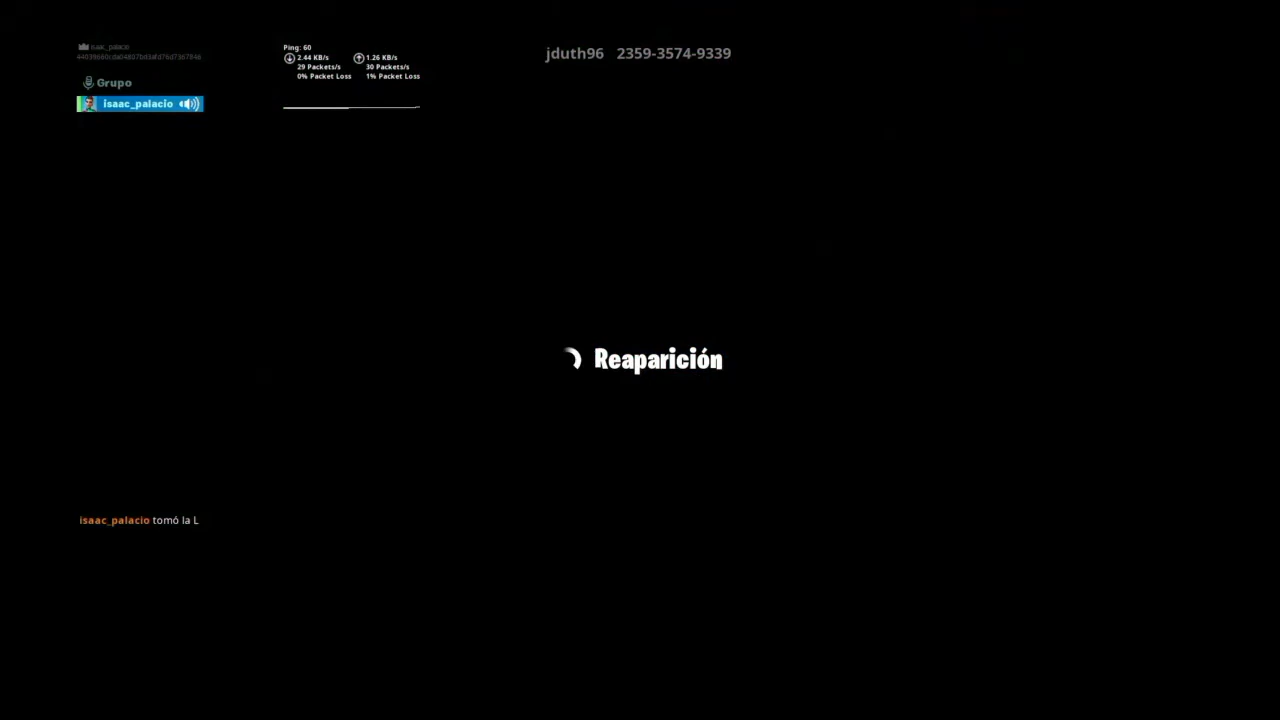 isaac_palacio
Grupo
isaac_palacio
Ping: 60
2.44 KB/s 1.26 KB/s
29 Packets/s 30 Packets/s
0% Packet Loss 1% Packet Loss
jduth96 2359-3574-9339
Reaparición
isaac_palacio tomó la L